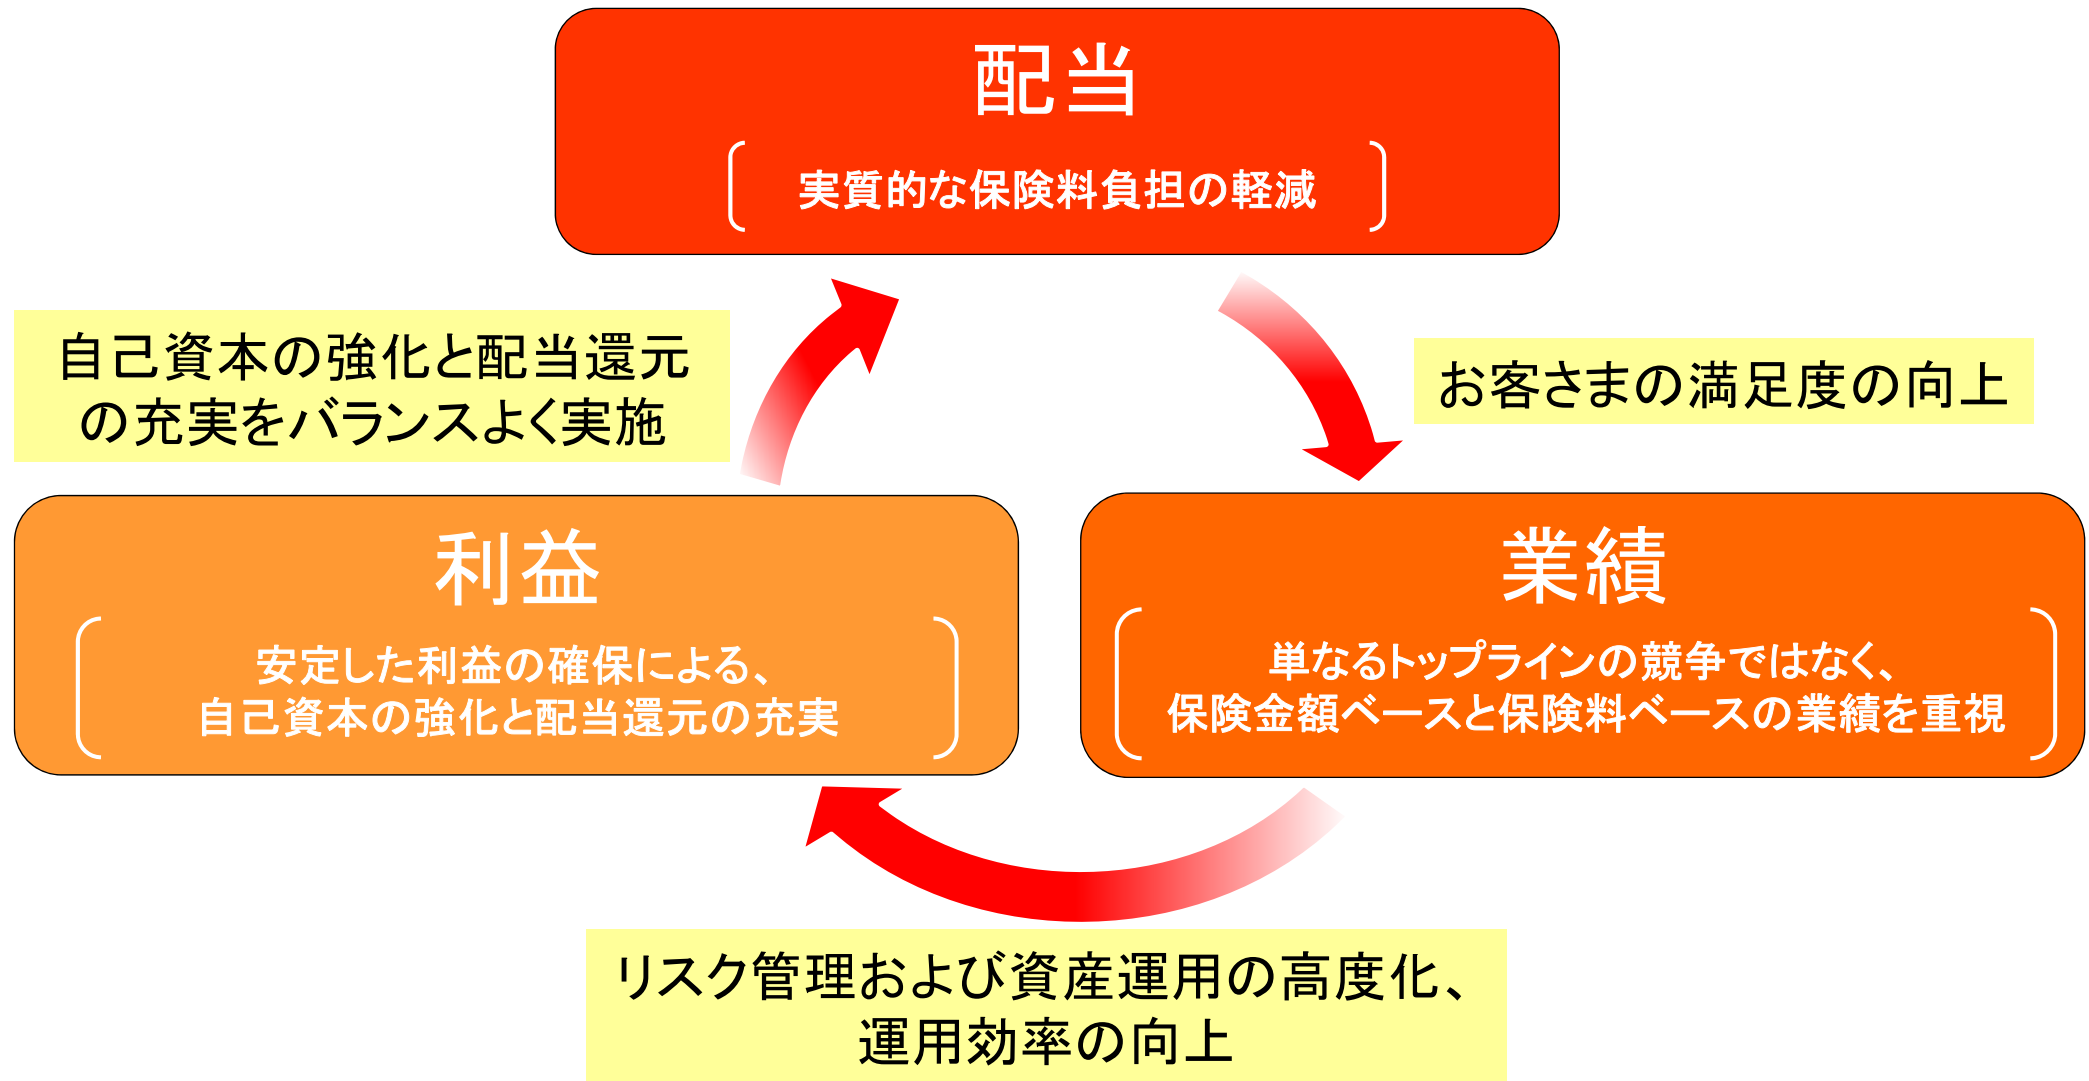 配当
実質的な保険料負担の軽減
自己資本の強化と配当還元
の充実をバランスよく実施
お客さまの満足度の向上
利益
安定した利益の確保による、
自己資本の強化と配当還元の充実
業績
単なるトップラインの競争ではなく、
保険金額ベースと保険料ベースの業績を重視
リスク管理および資産運用の高度化、
運用効率の向上